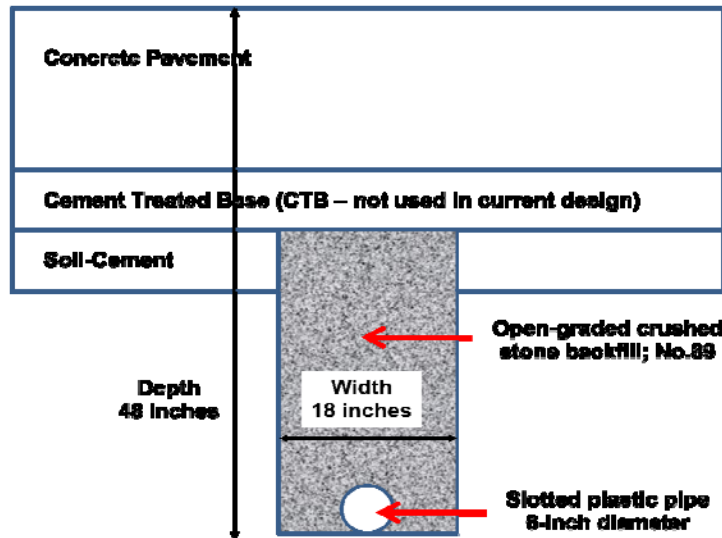 Concrete Pavement
Cement Treated Base (CTB – not used in current design)
Soil-Cement
Open-graded crushed
stone backfill; No.89
Width
18 inches
Depth
48 inches
Slotted plastic pipe
6-inch diameter